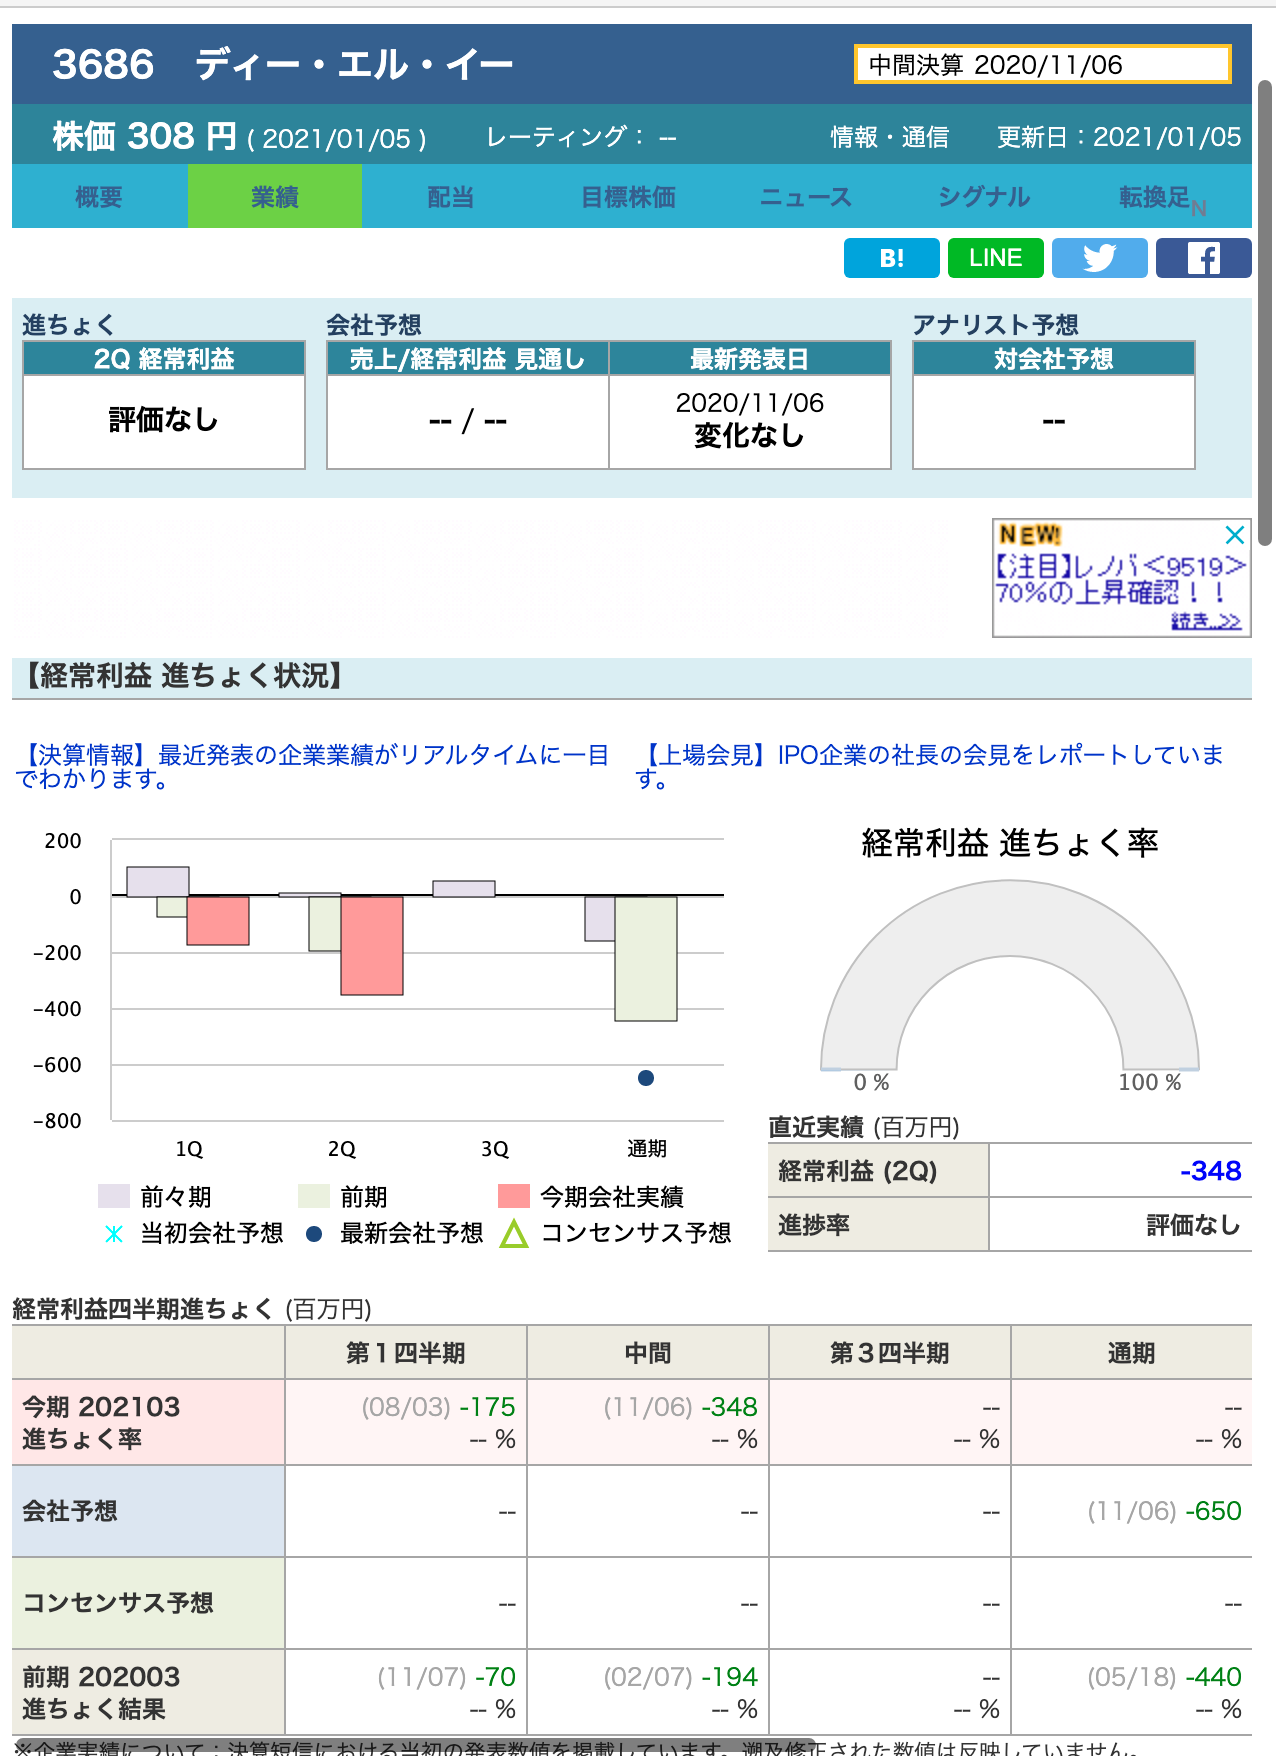 3686　ディー・エル・イー
中間決算 2020/11/06
株価 308 円 ( 2021/01/05 )
レーティング： --
情報・通信
更新日：2021/01/05
概要
業績
配当
目標株価
ニュース
シグナル
転換足N
B!
LINE
進ちょく
会社予想
アナリスト予想
2Q 経常利益
売上/経常利益 見通し
最新発表日
対会社予想
評価なし
-- / --
2020/11/06
変化なし
--
NEW!
【注目】レノバ<9519>
70%の上昇確認！！
続き..>>
【経常利益 進ちょく状況】
【決算情報】最近発表の企業業績がリアルタイムに一目
でわかります。
【上場会見】IPO企業の社長の会見をレポートしていま
す。
200
0
-200
-400
-600
-800
1Q
2Q
3Q
通期
前々期
前期
今期会社実績
当初会社予想
最新会社予想
コンセンサス予想
経常利益 進ちょく率
0 %
100 %
直近実績 (百万円)
経常利益 (2Q)
-348
進捗率
評価なし
経常利益四半期進ちょく (百万円)
第１四半期
中間
第３四半期
通期
今期 202103
進ちょく率
(08/03) -175
-- %
(11/06) -348
-- %
--
-- %
--
-- %
会社予想
--
--
--
(11/06) -650
コンセンサス予想
--
--
--
--
前期 202003
進ちょく結果
(11/07) -70
-- %
(02/07) -194
-- %
--
-- %
(05/18) -440
-- %
※企業実績について：決算短信における当初の発表数値を掲載しています。遡及修正された数値は反映していません。